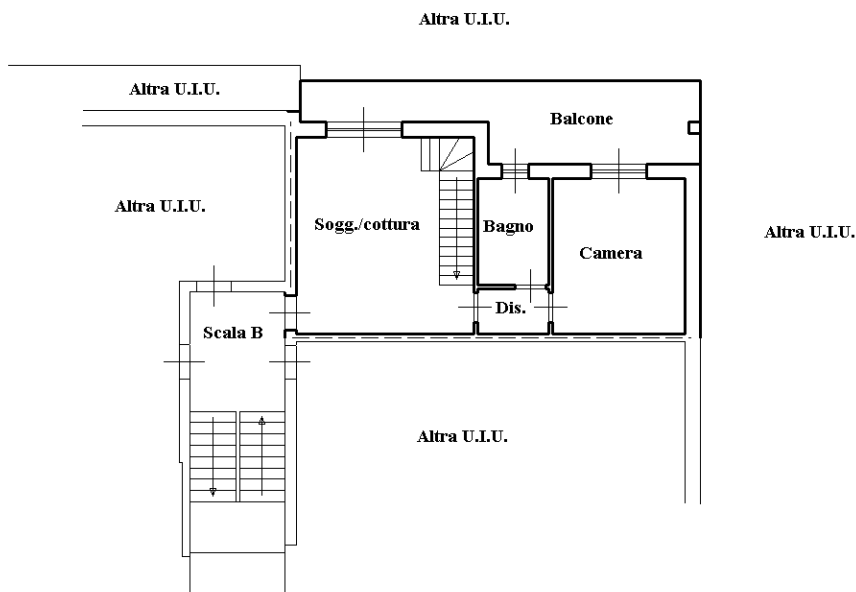 Altra U.I.U.
Altra U.I.U.
Balcone
Altra U.I.U.
Sogg./cottura
Bagno
Altra U.I.U.
Camera
Dis.
Scala B
Altra U.I.U.